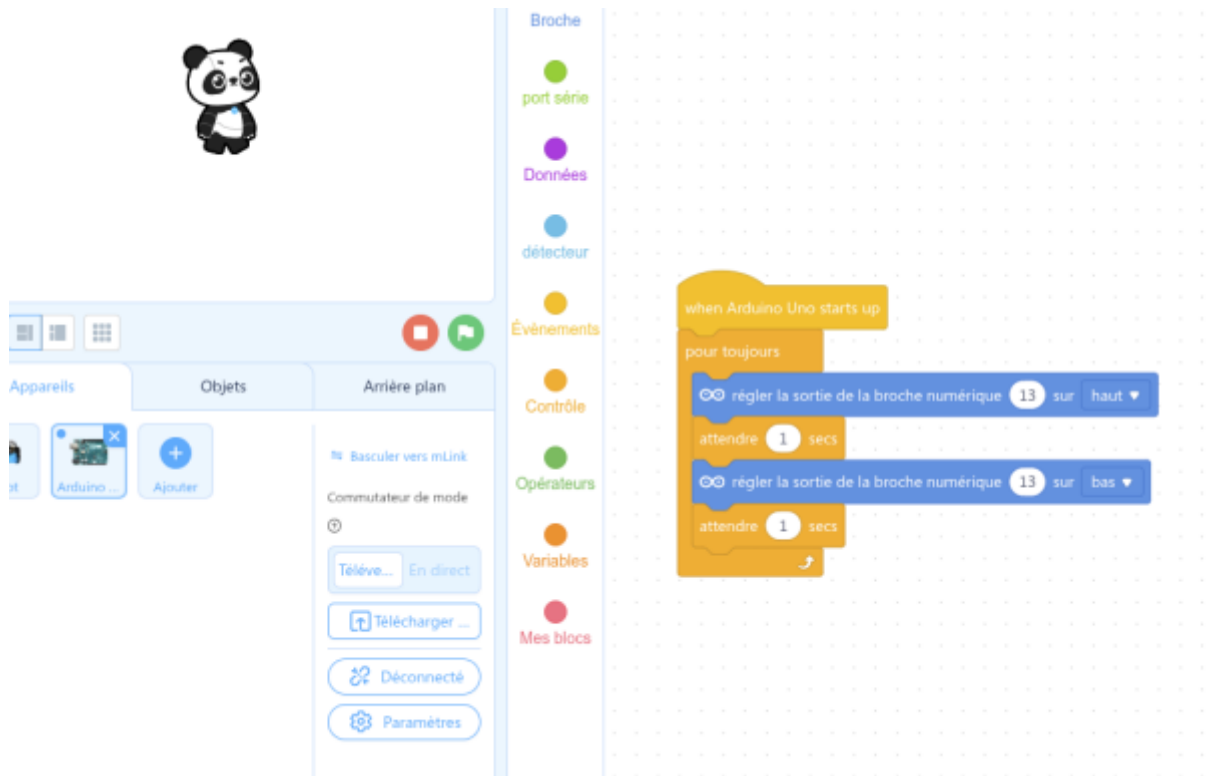 Broche
port série
Données
détecteur
Évènements
Contrôle
Opérateurs
Variables
Mes blocs
Appareils
Objets
Arrière plan
ot
Arduino ...
Ajouter
Basculer vers mLink
Commutateur de mode
Téléve...
En direct
Télécharger ...
Déconnecté
Paramètres
when Arduino Uno starts up
pour toujours
régler la sortie de la broche numérique 13 sur haut
attendre 1 secs
régler la sortie de la broche numérique 13 sur bas
attendre 1 secs